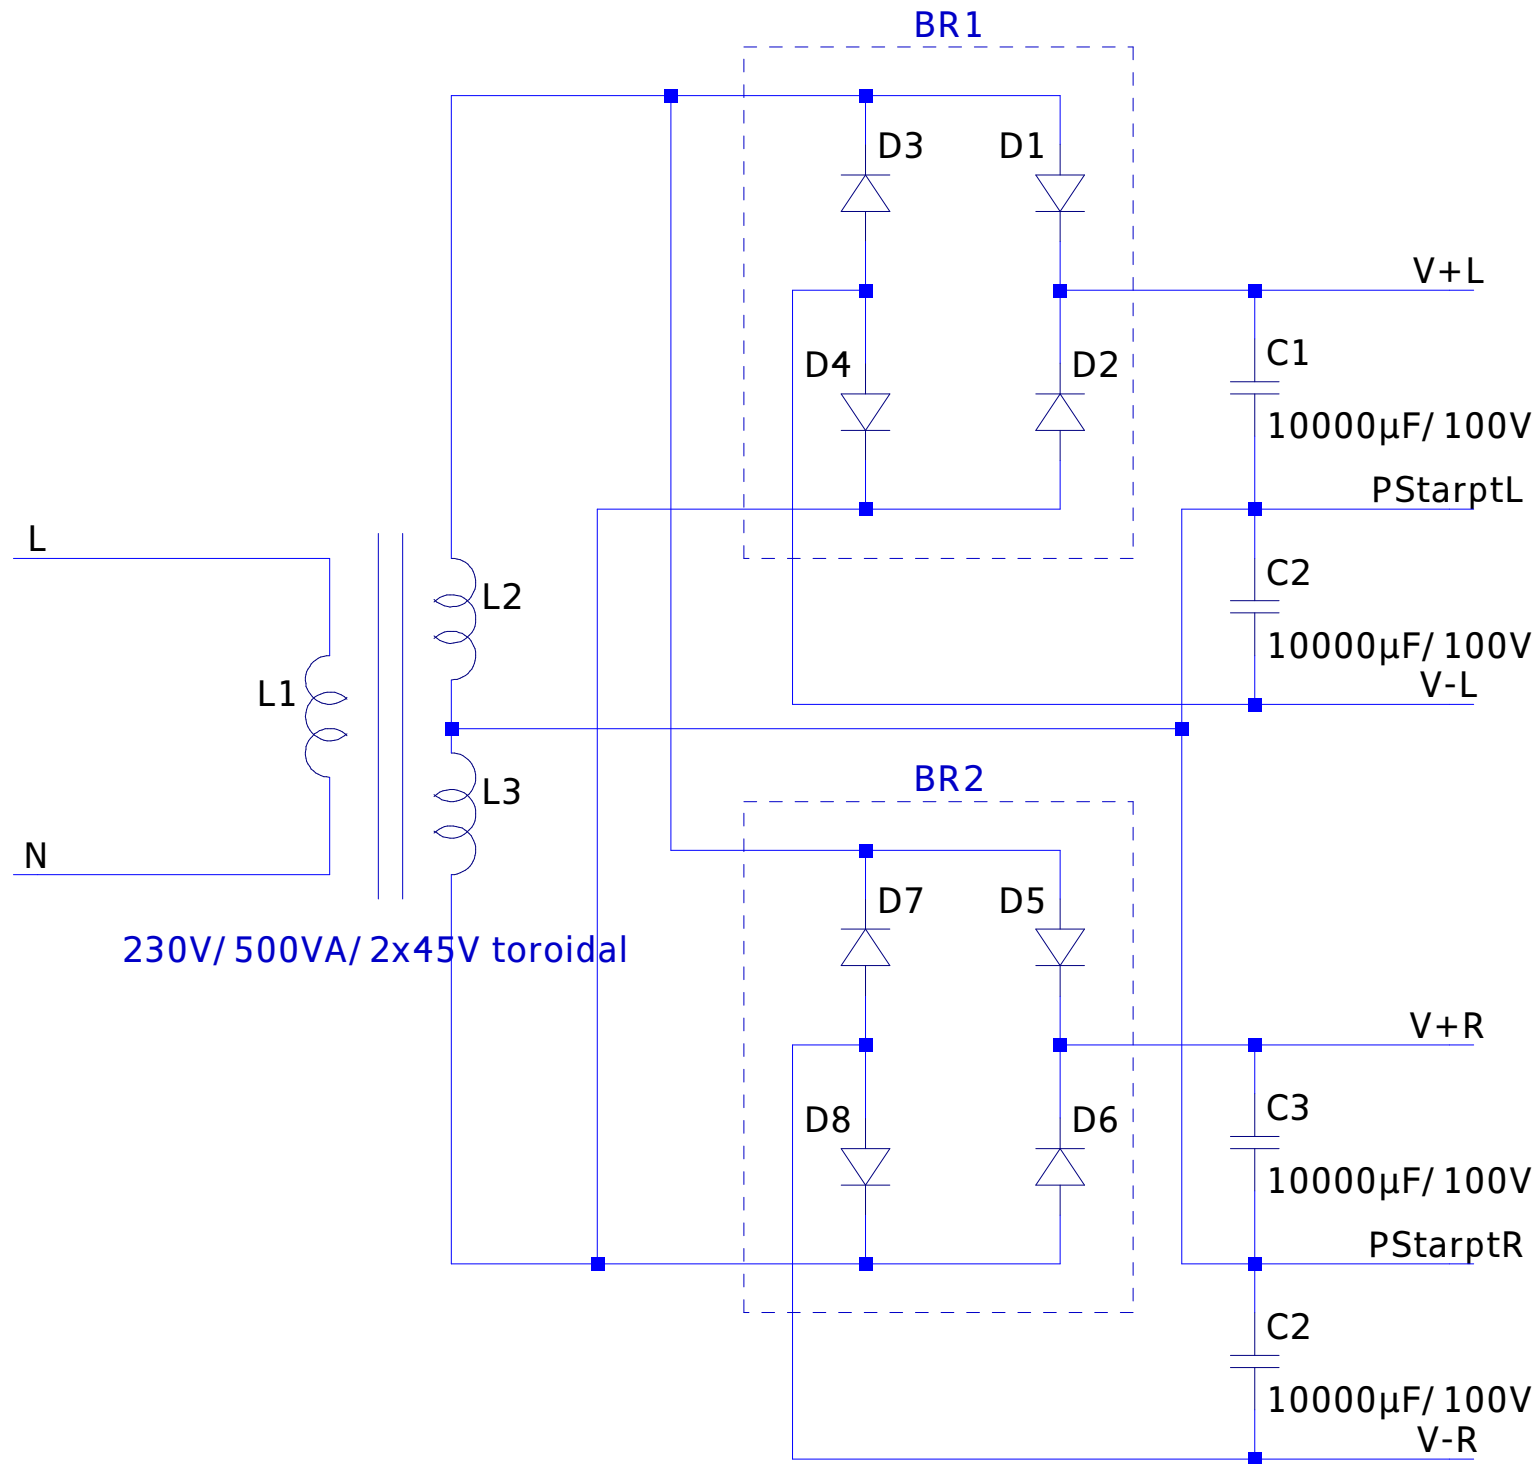 BR1
D3
D1
V+L
C1
D4
D2
10000µF/100V
PStarptL
L
C2
L2
10000µF/100V
V-L
L1
BR2
L3
N
D7
D5
230V/500VA/2x45V toroidal
V+R
C3
D8
D6
10000µF/100V
PStarptR
C2
10000µF/100V
V-R